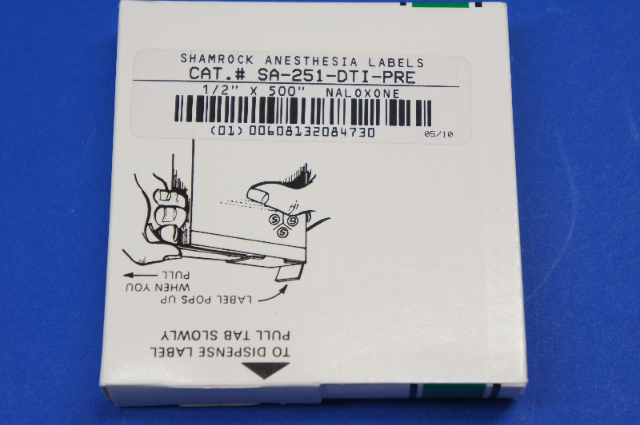 SHAMROCK ANESTHESIA LABELS
CAT.# SA-251-DTI-PRE
1/2" X 500" NALOXONE
(01) 00608132084730
05/10
S S
S
TO DISPENSE LABEL
PULL TAB SLOWLY
LABEL POPS UP
WHEN YOU
PULL